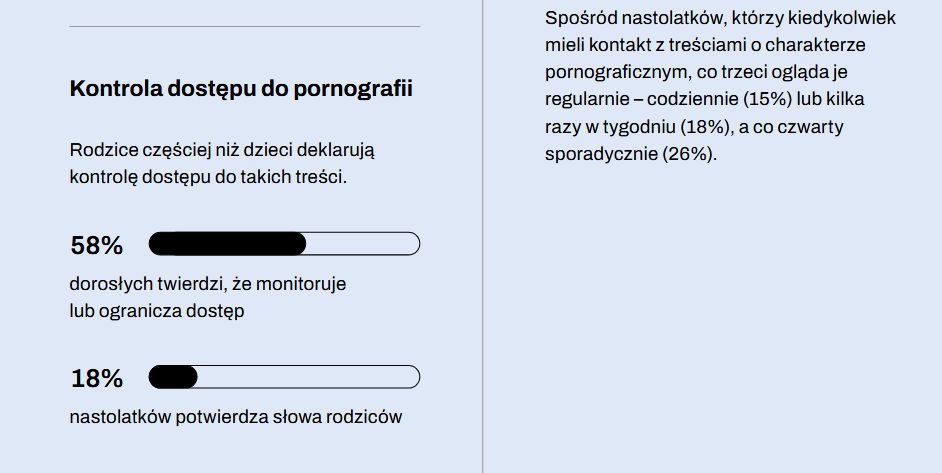 Kontrola dostępu do pornografii
Rodzice częściej niż dzieci deklarują
kontrolę dostępu do takich treści.
58%
dorosłych twierdzi, że monitoruje
lub ogranicza dostęp
18%
nastolatków potwierdza słowa rodziców
Spośród nastolatków, którzy kiedykolwiek
mieli kontakt z treściami o charakterze
pornograficznym, co trzeci ogląda je
regularnie – codziennie (15%) lub kilka
razy w tygodniu (18%), a co czwarty
sporadycznie (26%).